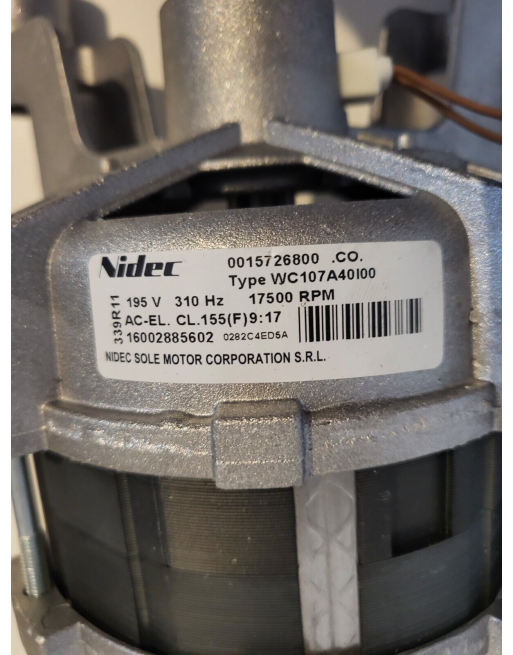 Nidec
0015726800 .CO.
Type WC107A40I00
339R11
195 V 310 Hz 17500 RPM
AC-EL. CL.155(F)9:17
16002885602 0282C4ED5A
NIDEC SOLE MOTOR CORPORATION S.R.L.